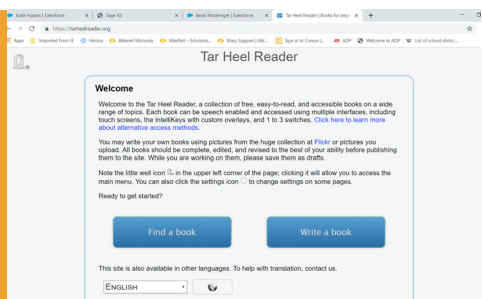 Katie Adams | Salesforce
Sage X3
Becki Moslenger | Salesforce
Tar Heel Reader | Books for beg
https://tarheelreader.org
Apps
Imported From IE
History
Ablenet Microsite
AbleNet - Solutions...
Mary Support | Abl...
Sign in to Concur | ...
ADP
Welcome to ADP
List of school distric...
Tar Heel Reader
Welcome
Welcome to the Tar Heel Reader, a collection of free, easy-to-read, and accessible books on a wide
range of topics. Each book can be speech enabled and accessed using multiple interfaces, including
touch screens, the IntelliKeys with custom overlays, and 1 to 3 switches. Click here to learn more
about alternative access methods.
You may write your own books using pictures from the huge collection at Flickr or pictures you
upload. All books should be complete, edited, and revised to the best of your ability before publishing
them to the site. While you are working on them, please save them as drafts.
Note the little well icon in the upper left corner of the page; clicking it will allow you to access the
main menu. You can also click the settings icon to change settings on some pages.
Ready to get started?
Find a book
Write a book
This site is also available in other languages. To help with translation, contact us.
ENGLISH